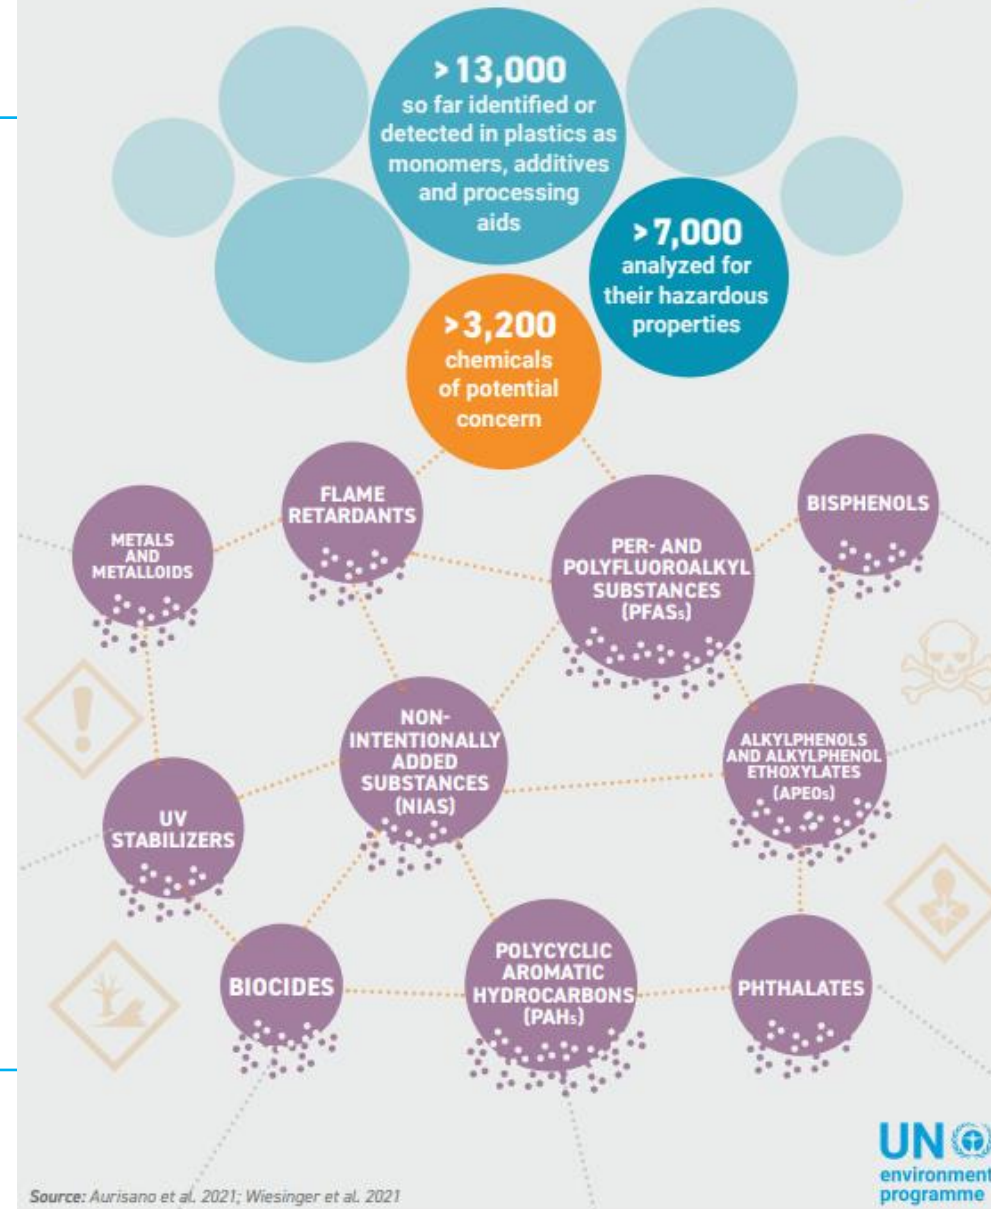 >13,000
so far identified or
detected in plastics as
monomers, additives
and processing
aids
>7,000
analyzed for
their hazardous
properties
>3,200
chemicals
of potential
concern
FLAME
RETARDANTS
BISPHENOLS
METALS
AND
METALLOIDS
PER- AND
POLYFLUOROALKYL
SUBSTANCES
(PFASs)
NON-
INTENTIONALLY
ADDED
SUBSTANCES
(NIAS)
ALKYLPHENOLS
AND ALKYLPHENOL
ETHOXYLATES
(APEOs)
UV
STABILIZERS
BIOCIDES
POLYCYCLIC
AROMATIC
HYDROCARBONS
(PAHs)
PHTHALATES
UN
environment
programme
Source: Aurisano et al. 2021; Wiesinger et al. 2021